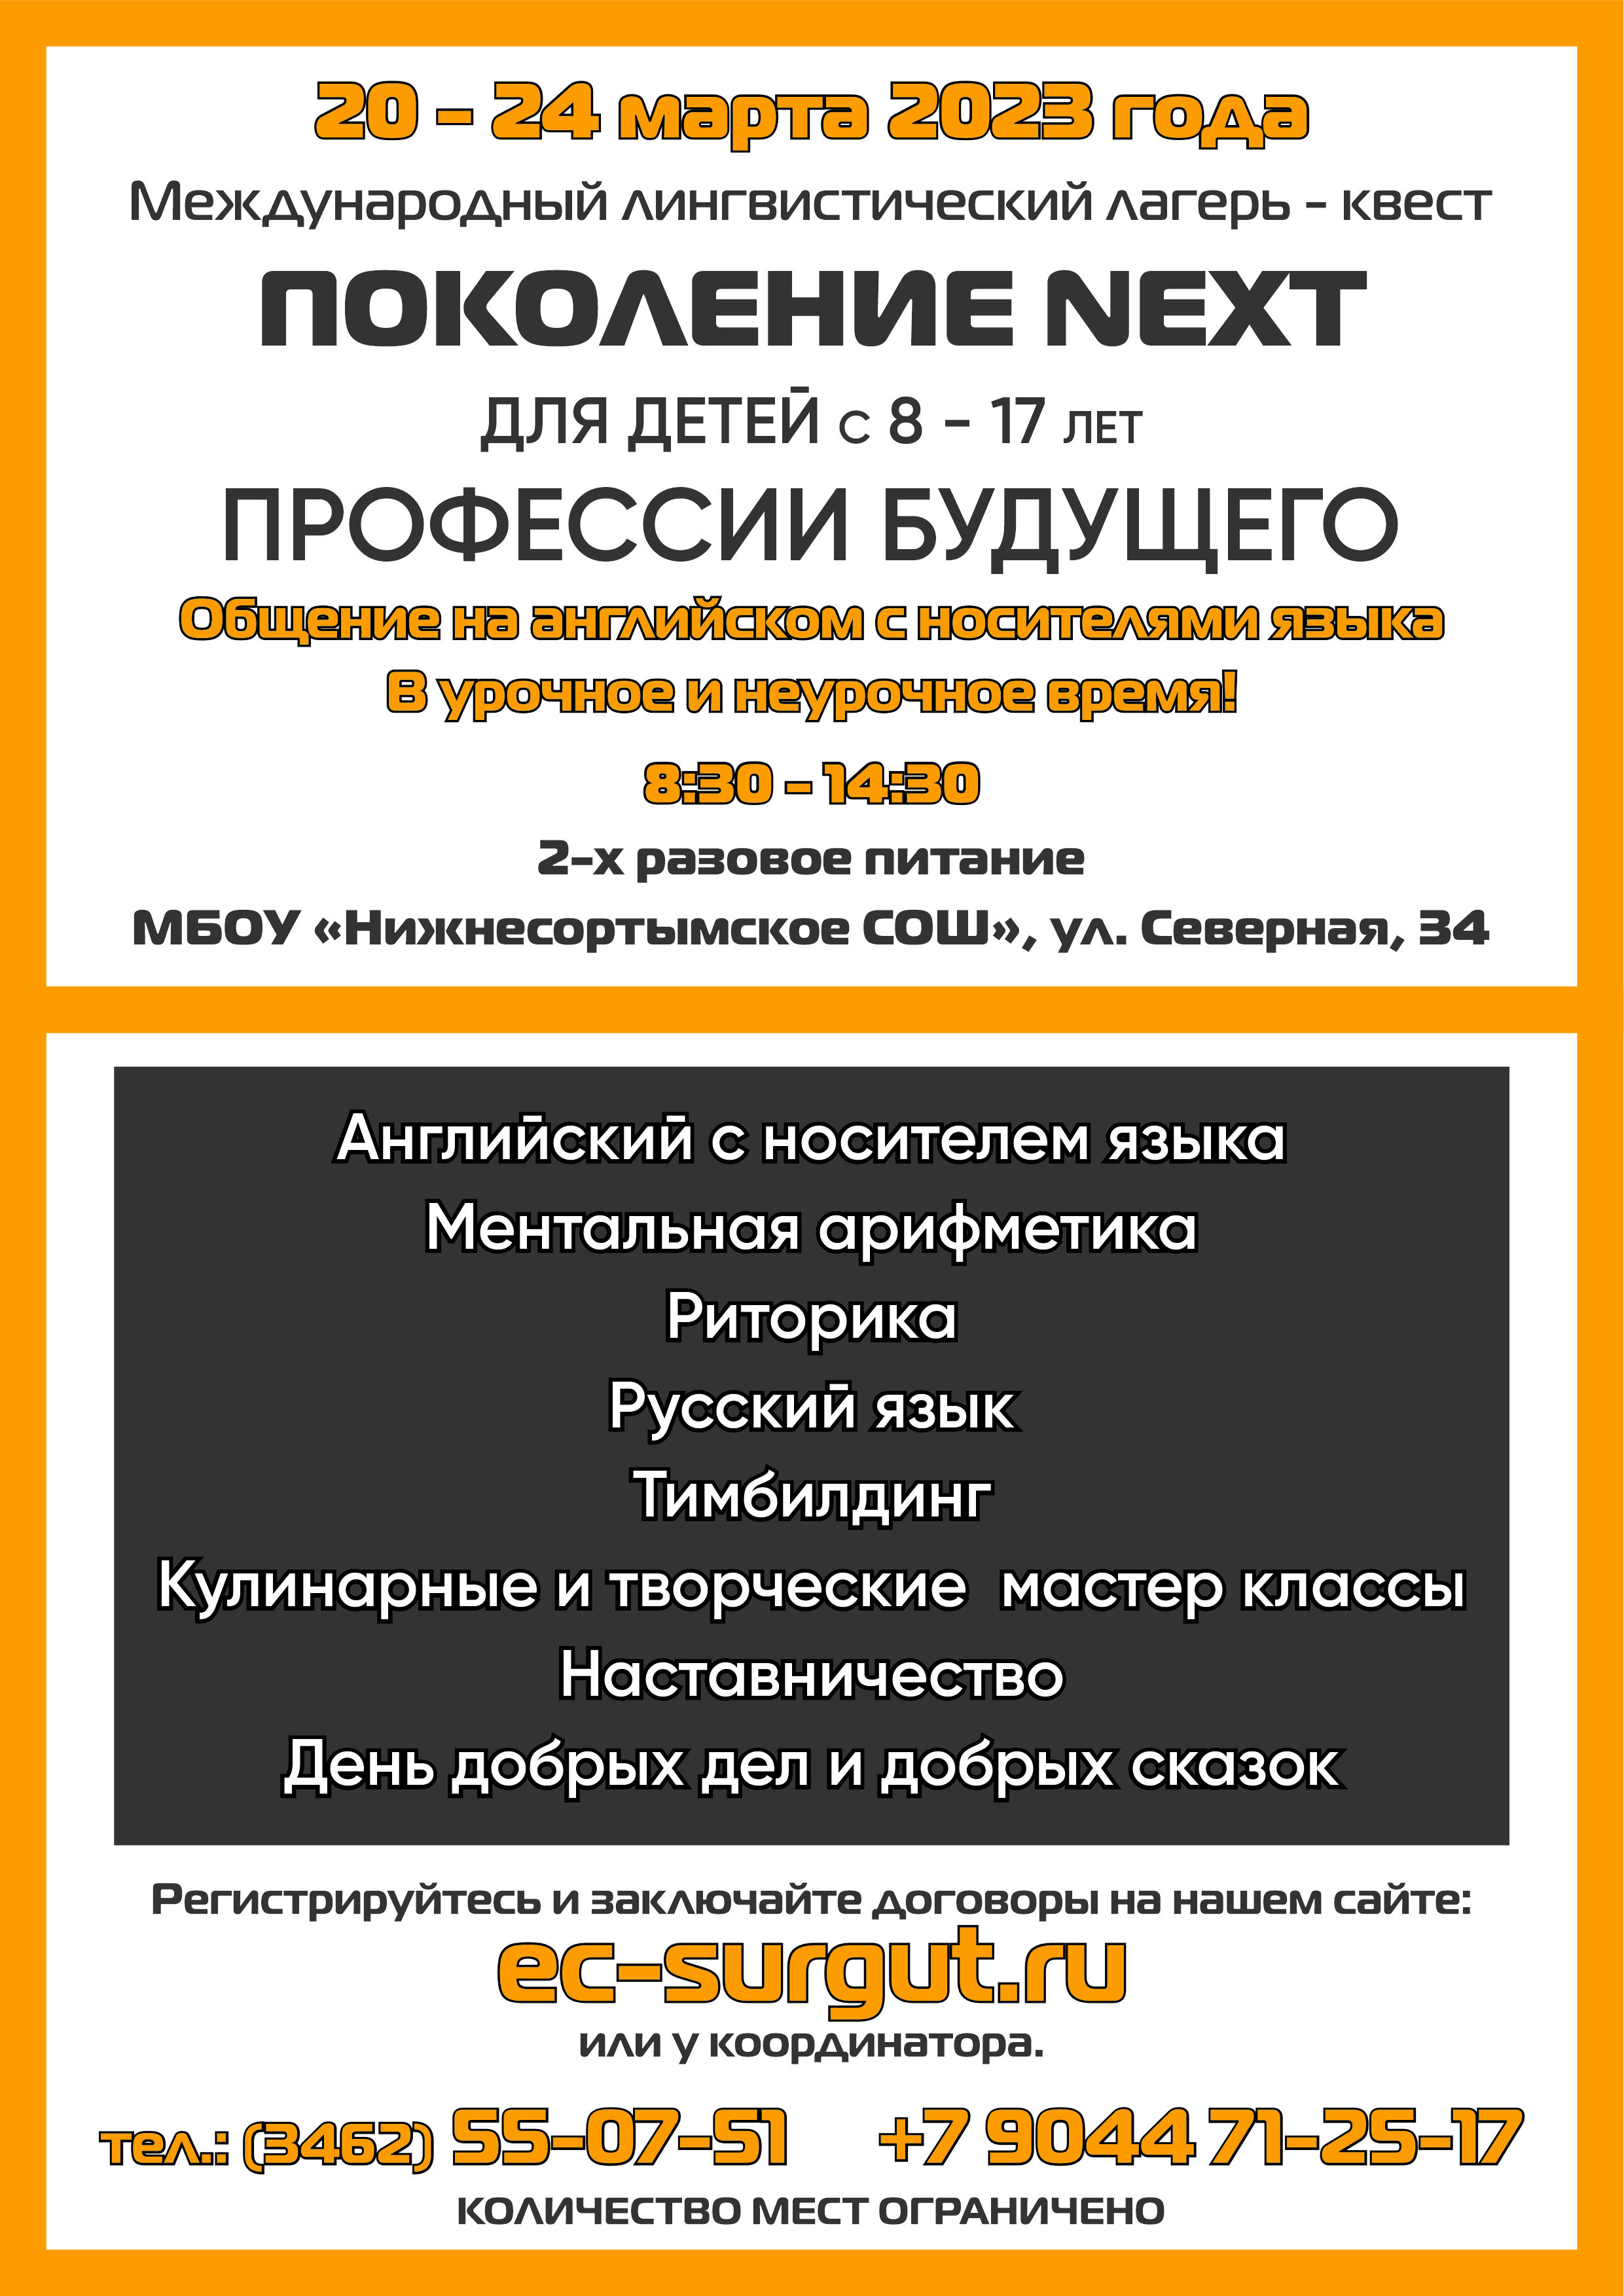 20 - 24 марта 2023 года
Международный лингвистический лагерь - квест
ПОКОЛЕНИЕ NEXT
ДЛЯ ДЕТЕЙ С 8 - 17 ЛЕТ
ПРОФЕССИИ БУДУЩЕГО
Общение на английском с носителями языка
В урочное и неурочное время!
8:30 - 14:30
2-х разовое питание
МБОУ «Нижнесортымское СОШ», ул. Северная, 34
Английский с носителем языка
Ментальная арифметика
Риторика
Русский язык
Тимбилдинг
Кулинарные и творческие мастер классы
Наставничество
День добрых дел и добрых сказок
Регистрируйтесь и заключайте договоры на нашем сайте:
ec-surgut.ru
или у координатора.
тел.: (3462) 55-07-51 +7 9044 71-25-17
КОЛИЧЕСТВО МЕСТ ОГРАНИЧЕНО